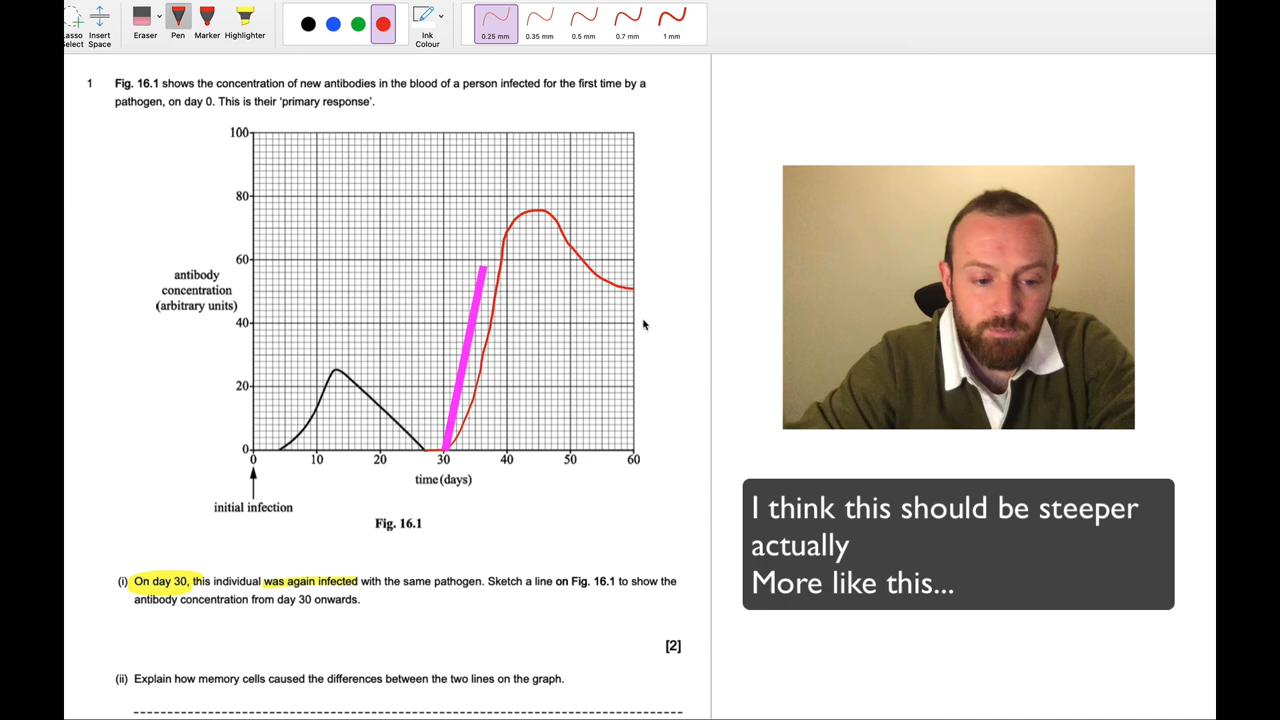 Lasso
Select
Insert
Space
Eraser
Pen
Marker
Highlighter
Ink
Colour
0.25 mm
0.35 mm
0.5 mm
0.7 mm
1 mm
1 Fig. 16.1 shows the concentration of new antibodies in the blood of a person infected for the first time by a
pathogen, on day 0. This is their 'primary response'.
100
80
60
40
20
0
antibody
concentration
(arbitrary units)
0 10 20 30 40 50 60
time (days)
initial infection
Fig. 16.1
(i) On day 30, this individual was again infected with the same pathogen. Sketch a line on Fig. 16.1 to show the
antibody concentration from day 30 onwards.
[2]
(ii) Explain how memory cells caused the differences between the two lines on the graph.
I think this should be steeper
actually
More like this...